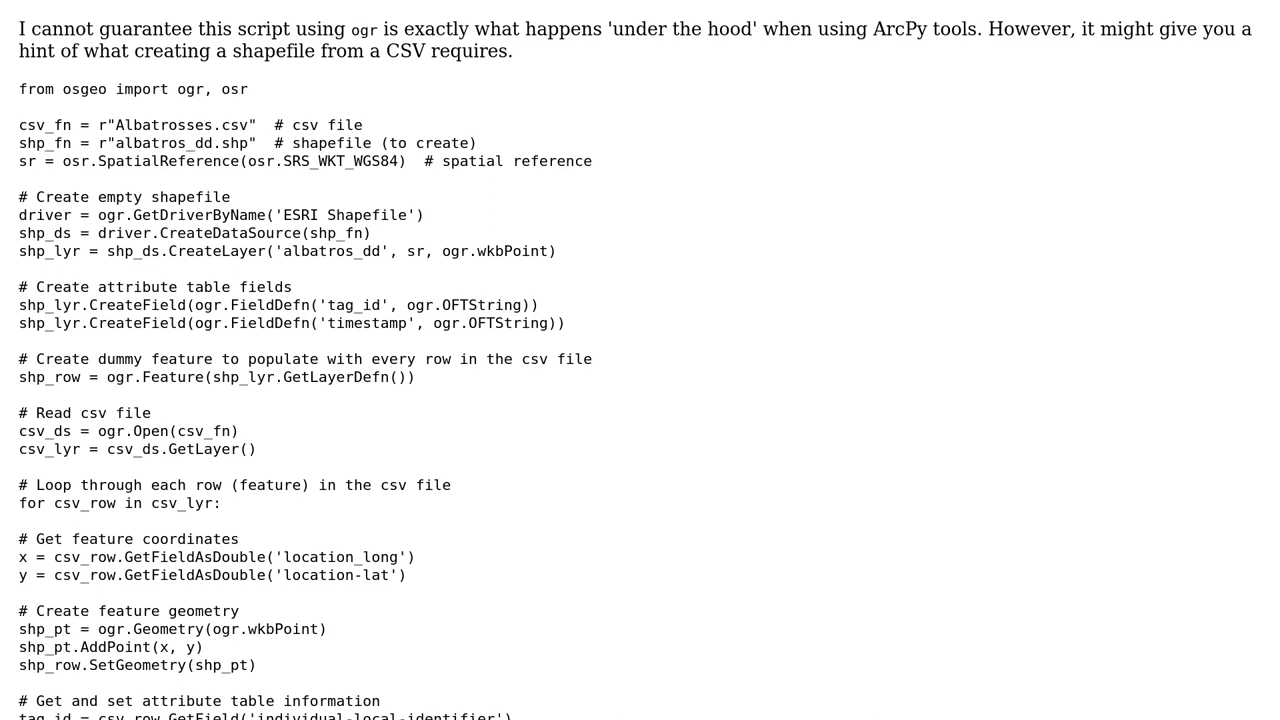 I cannot guarantee this script using ogr is exactly what happens 'under the hood' when using ArcPy tools. However, it might give you a
hint of what creating a shapefile from a CSV requires.
from osgeo import ogr, osr
csv_fn = r"Albatrosses.csv"  # csv file
shp_fn = r"albatros_dd.shp"  # shapefile (to create)
sr = osr.SpatialReference(osr.SRS_WKT_WGS84)  # spatial reference
# Create empty shapefile
driver = ogr.GetDriverByName('ESRI Shapefile')
shp_ds = driver.CreateDataSource(shp_fn)
shp_lyr = shp_ds.CreateLayer('albatros_dd', sr, ogr.wkbPoint)
# Create attribute table fields
shp_lyr.CreateField(ogr.FieldDefn('tag_id', ogr.OFTString))
shp_lyr.CreateField(ogr.FieldDefn('timestamp', ogr.OFTString))
# Create dummy feature to populate with every row in the csv file
shp_row = ogr.Feature(shp_lyr.GetLayerDefn())
# Read csv file
csv_ds = ogr.Open(csv_fn)
csv_lyr = csv_ds.GetLayer()
# Loop through each row (feature) in the csv file
for csv_row in csv_lyr:
# Get feature coordinates
x = csv_row.GetFieldAsDouble('location_long')
y = csv_row.GetFieldAsDouble('location-lat')
# Create feature geometry
shp_pt = ogr.Geometry(ogr.wkbPoint)
shp_pt.AddPoint(x, y)
shp_row.SetGeometry(shp_pt)
# Get and set attribute table information
tag_id = csv_row.GetField('individual-local-identifier')